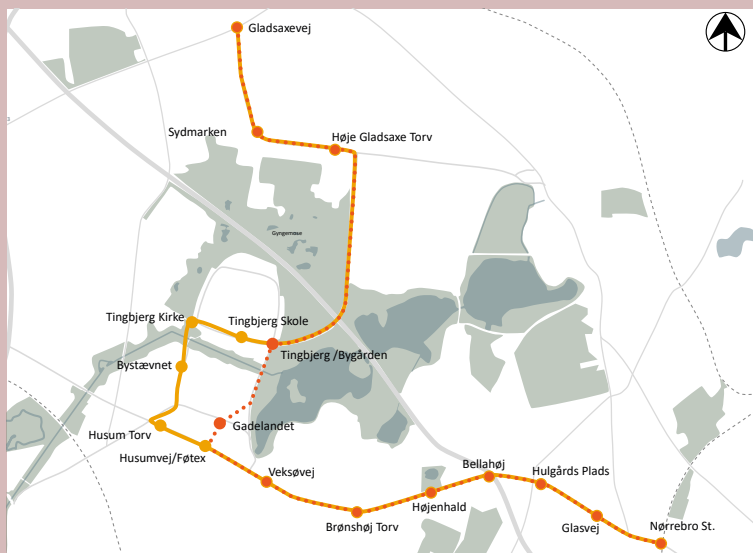 Gladsaxevej
Sydmarken
Høje Gladsaxe Torv
Gyngemose
Tingbjerg Kirke
Tingbjerg Skole
Tingbjerg /Bygården
Bystævnet
Gadelandet
Husum Torv
Husumvej/Føtex
Veksøvej
Bellahøj
Hulgårds Plads
Højenhald
Brønshøj Torv
Glasvej
Nørrebro St.